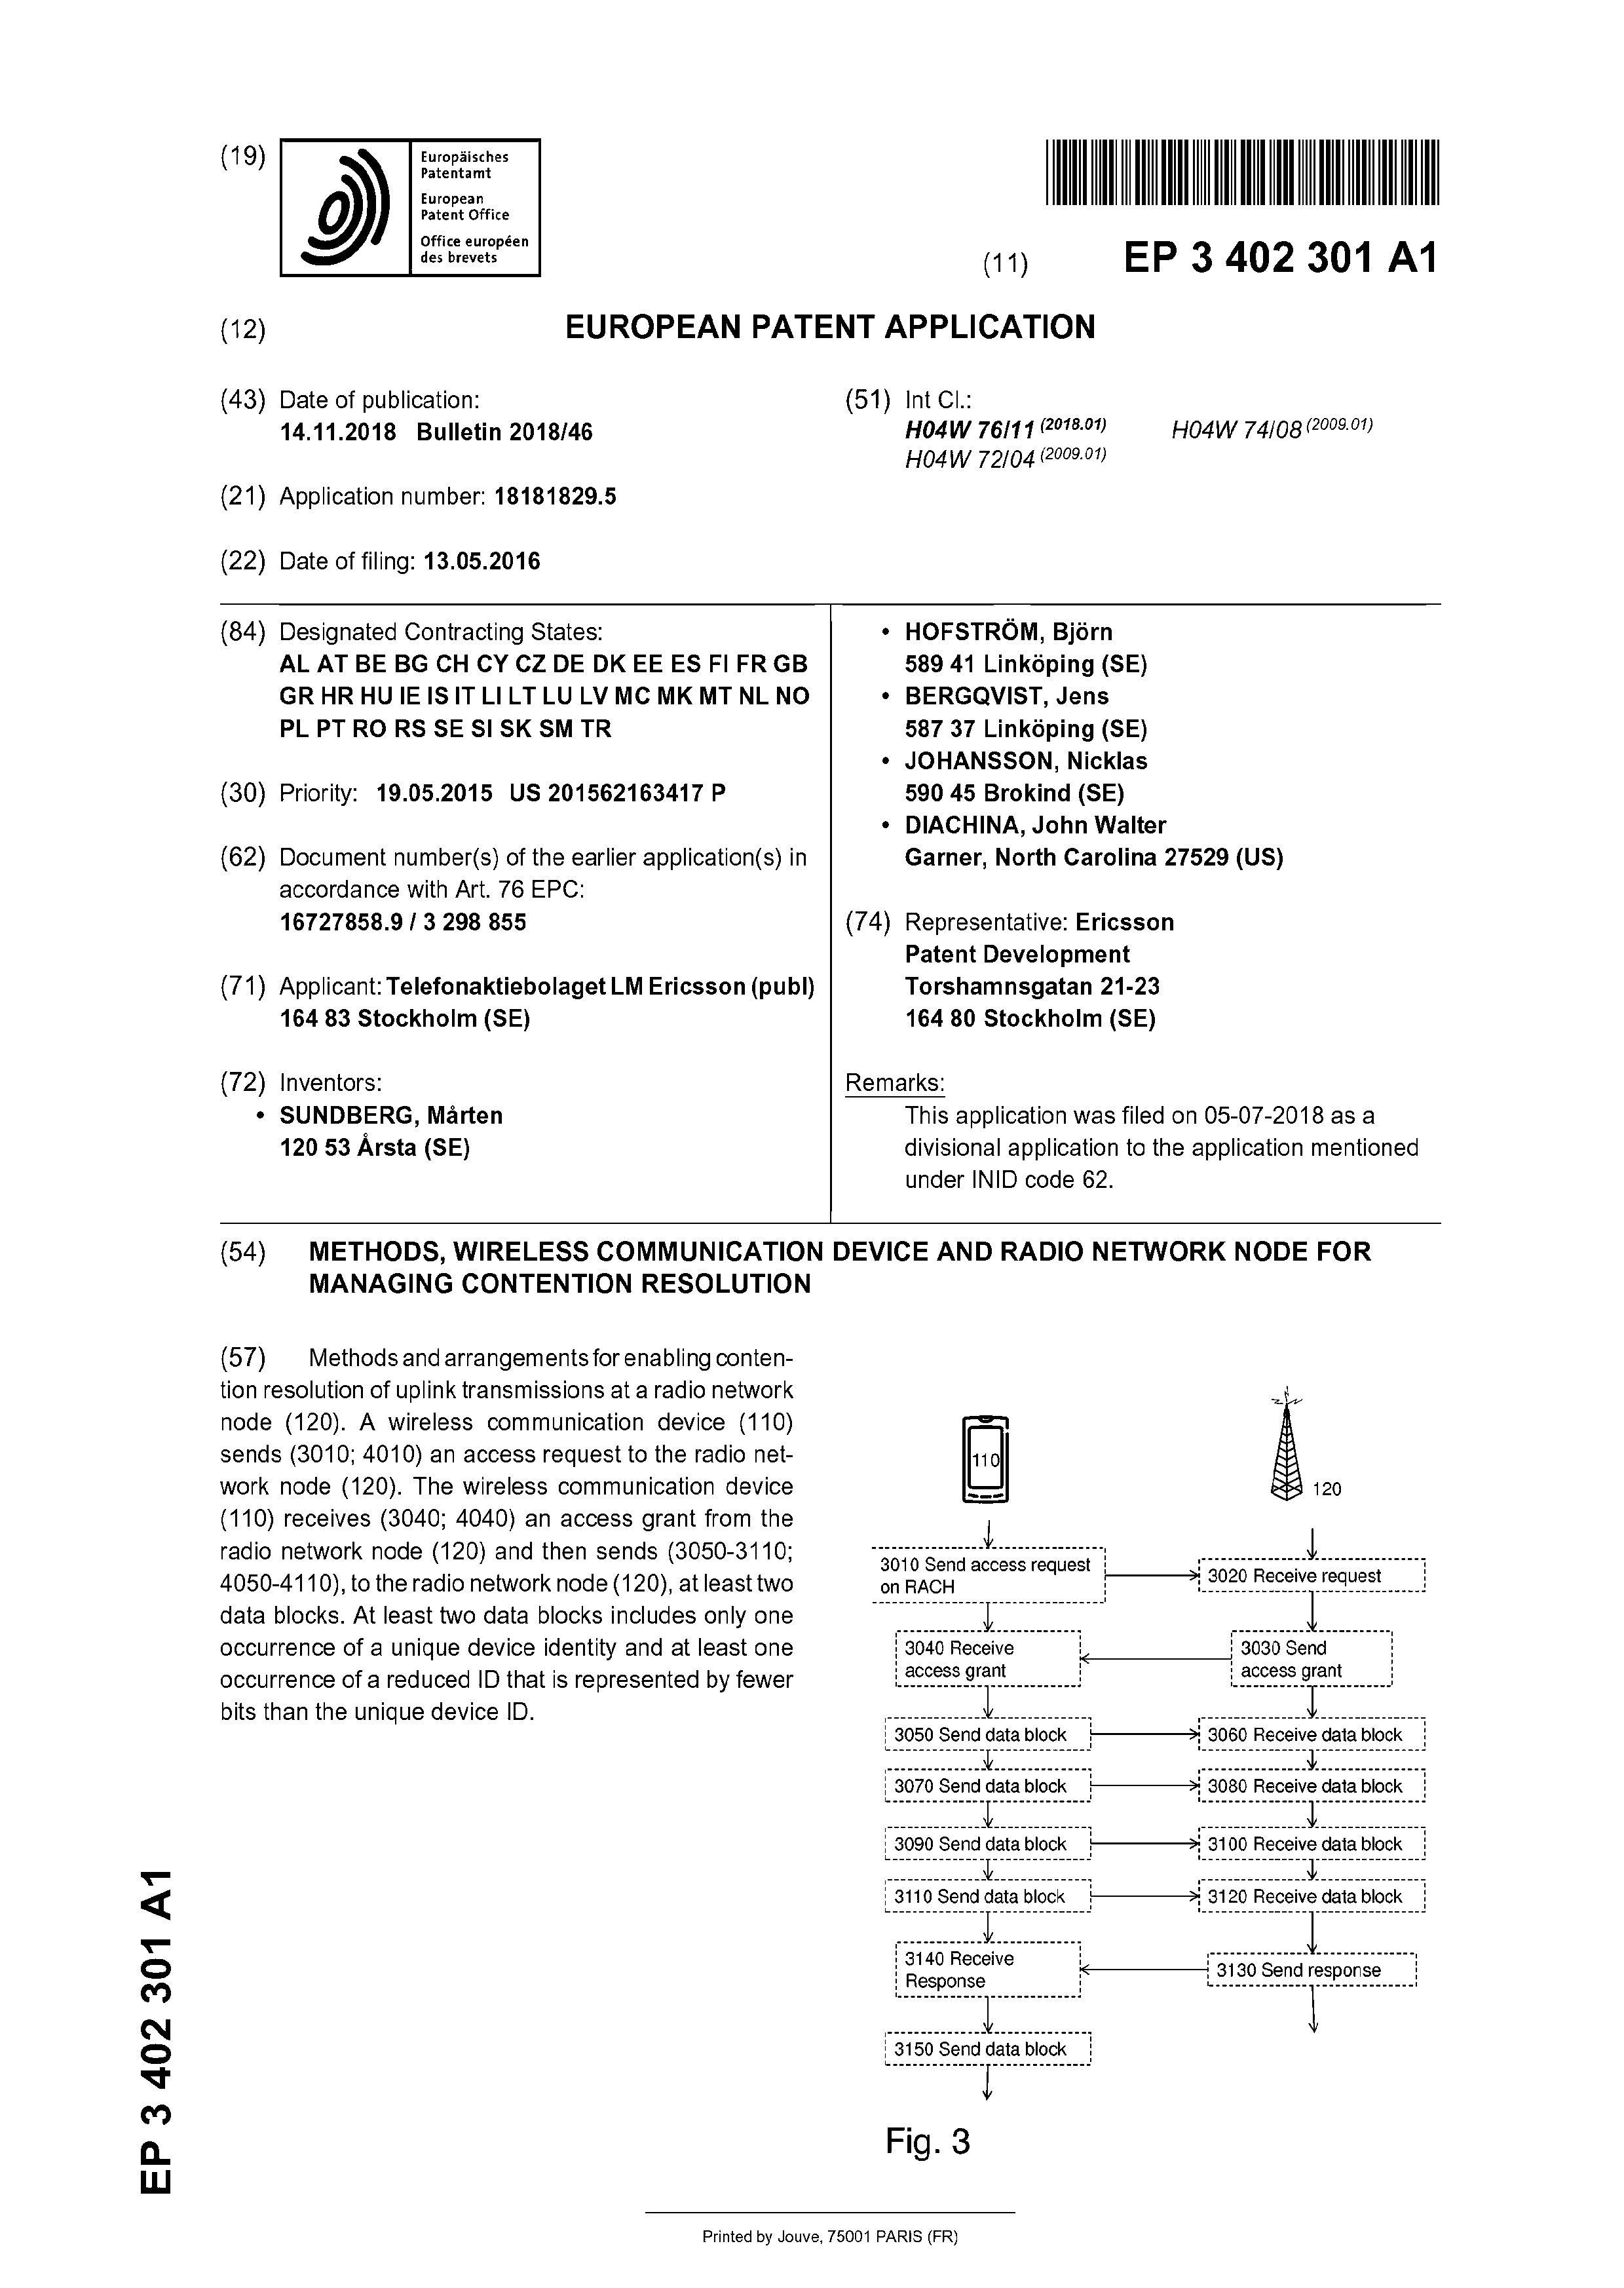 (19)
Europäisches
Patentamt
European
Patent Office
Office européen
des brevets
(11) EP 3 402 301 A1
(12) EUROPEAN PATENT APPLICATION
(43) Date of publication:
14.11.2018 Bulletin 2018/46
(21) Application number: 18181829.5
(22) Date of filing: 13.05.2016
(51) Int Cl.:
H04W 76/11 (2018.01) H04W 74/08 (2009.01)
H04W 72/04 (2009.01)
(84) Designated Contracting States:
AL AT BE BG CH CY CZ DE DK EE ES FI FR GB
GR HR HU IE IS IT LI LT LU LV MC MK MT NL NO
PL PT RO RS SE SI SK SM TR
(30) Priority: 19.05.2015 US 201562163417 P
(62) Document number(s) of the earlier application(s) in
accordance with Art. 76 EPC:
16727858.9 / 3 298 855
(71) Applicant: Telefonaktiebolaget LM Ericsson (publ)
164 83 Stockholm (SE)
(72) Inventors:
• SUNDBERG, Mårten
120 53 Årsta (SE)
• HOFSTRÖM, Björn
589 41 Linköping (SE)
• BERGQVIST, Jens
587 37 Linköping (SE)
• JOHANSSON, Nicklas
590 45 Brokind (SE)
• DIACHINA, John Walter
Garner, North Carolina 27529 (US)
(74) Representative: Ericsson
Patent Development
Torshamnsgatan 21-23
164 80 Stockholm (SE)
Remarks:
This application was filed on 05-07-2018 as a
divisional application to the application mentioned
under INID code 62.
(54) METHODS, WIRELESS COMMUNICATION DEVICE AND RADIO NETWORK NODE FOR
MANAGING CONTENTION RESOLUTION
(57) Methods and arrangements for enabling conten-
tion resolution of uplink transmissions at a radio network
node (120). A wireless communication device (110)
sends (3010; 4010) an access request to the radio net-
work node (120). The wireless communication device
(110) receives (3040; 4040) an access grant from the
radio network node (120) and then sends (3050-3110;
4050-4110), to the radio network node (120), at least two
data blocks. At least two data blocks includes only one
occurrence of a unique device identity and at least one
occurrence of a reduced ID that is represented by fewer
bits than the unique device ID.
110
120
3010 Send access request
on RACH
3020 Receive request
3040 Receive
access grant
3030 Send
access grant
3050 Send data block
3060 Receive data block
3070 Send data block
3080 Receive data block
3090 Send data block
3100 Receive data block
3110 Send data block
3120 Receive data block
3140 Receive
Response
3130 Send response
3150 Send data block
Fig. 3
EP 3 402 301 A1
Printed by Jouve, 75001 PARIS (FR)